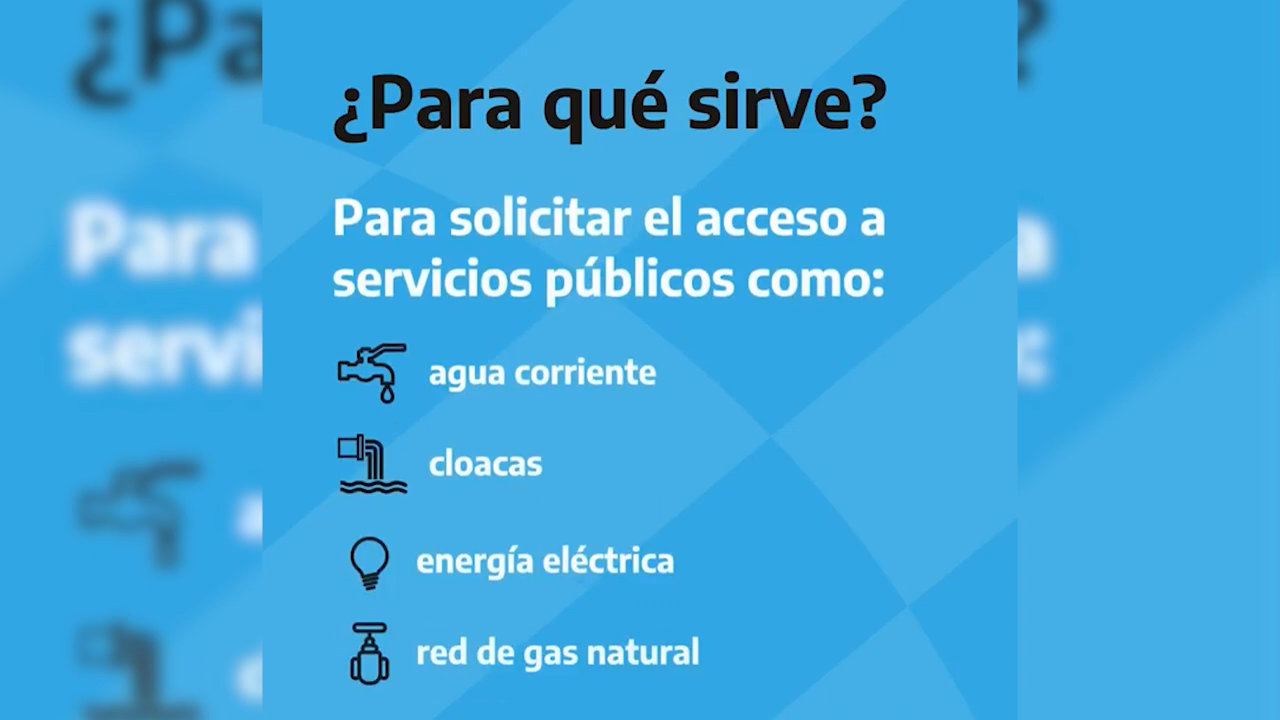 ¿Para qué sirve?
Para solicitar el acceso a
servicios públicos como:
agua corriente
cloacas
energía eléctrica
red de gas natural